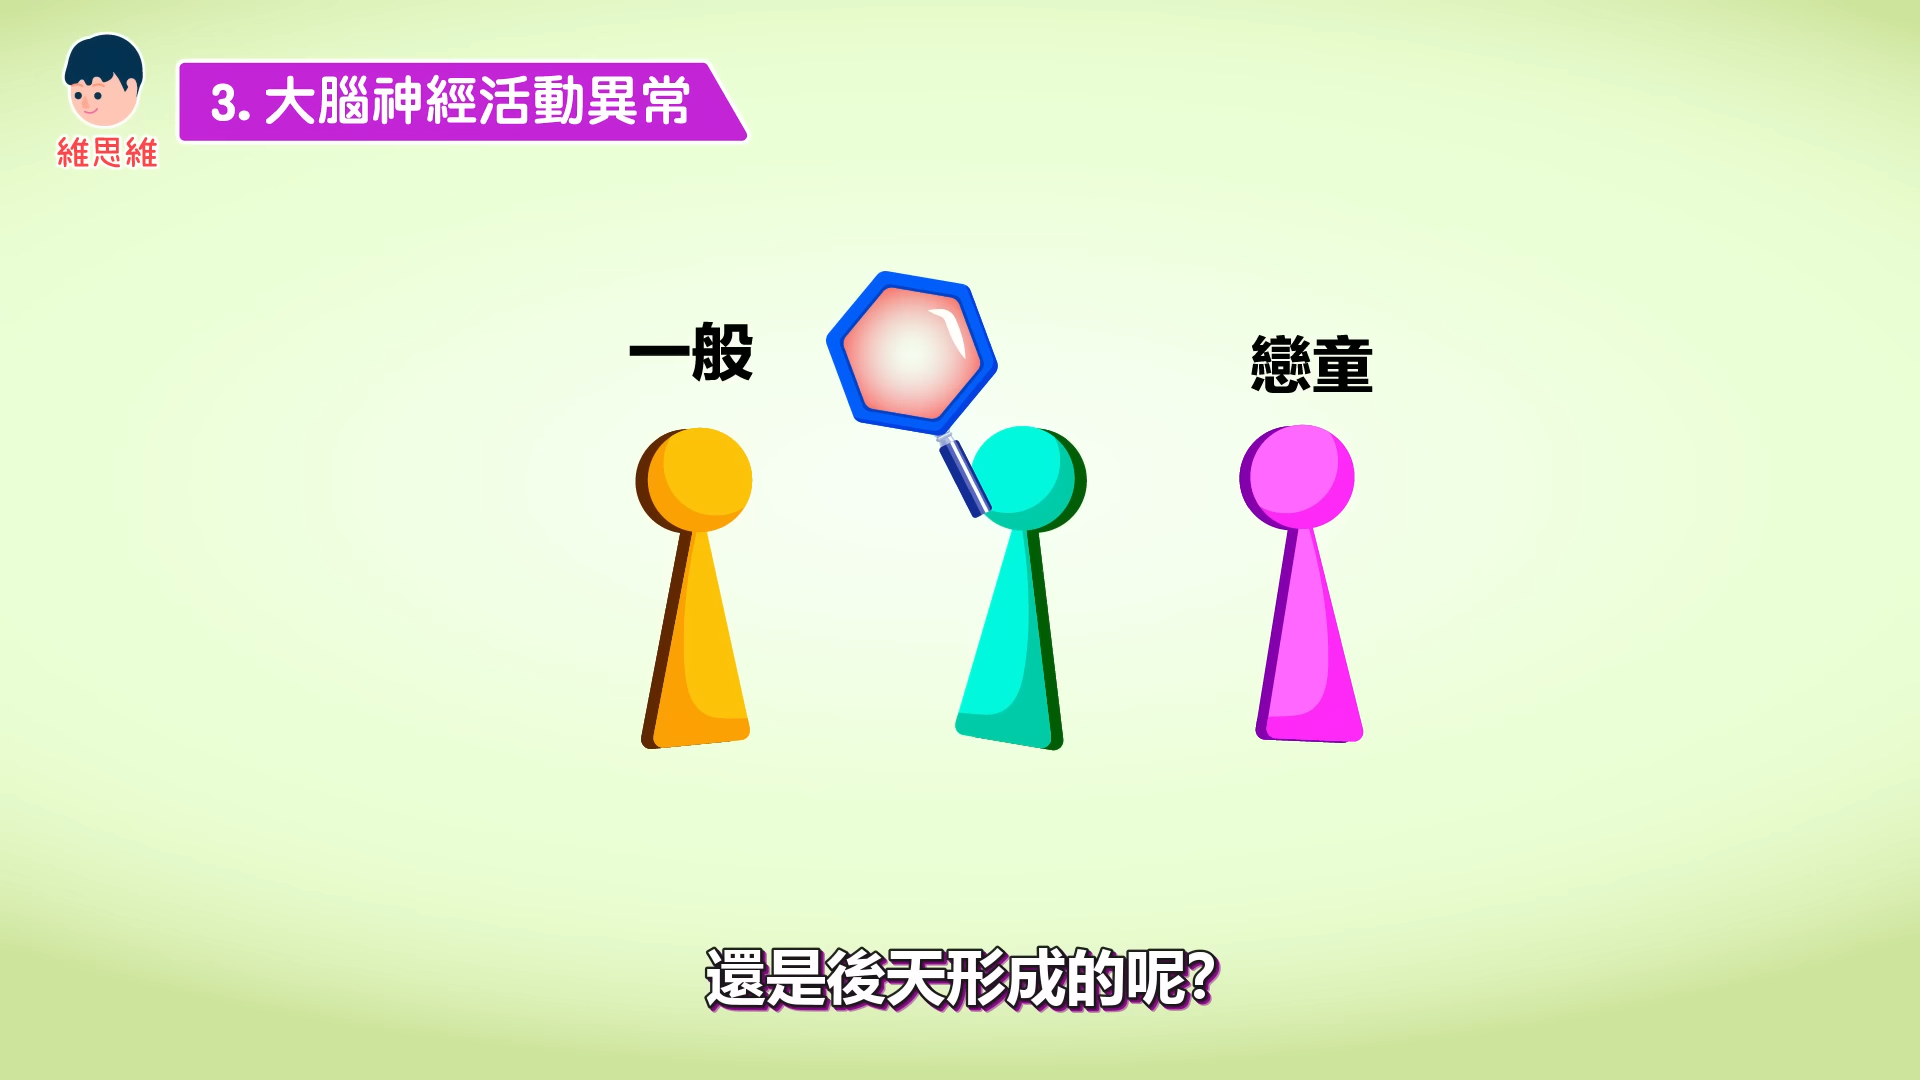 維思維
3. 大腦神經活動異常
一般
戀童
還是後天形成的呢?